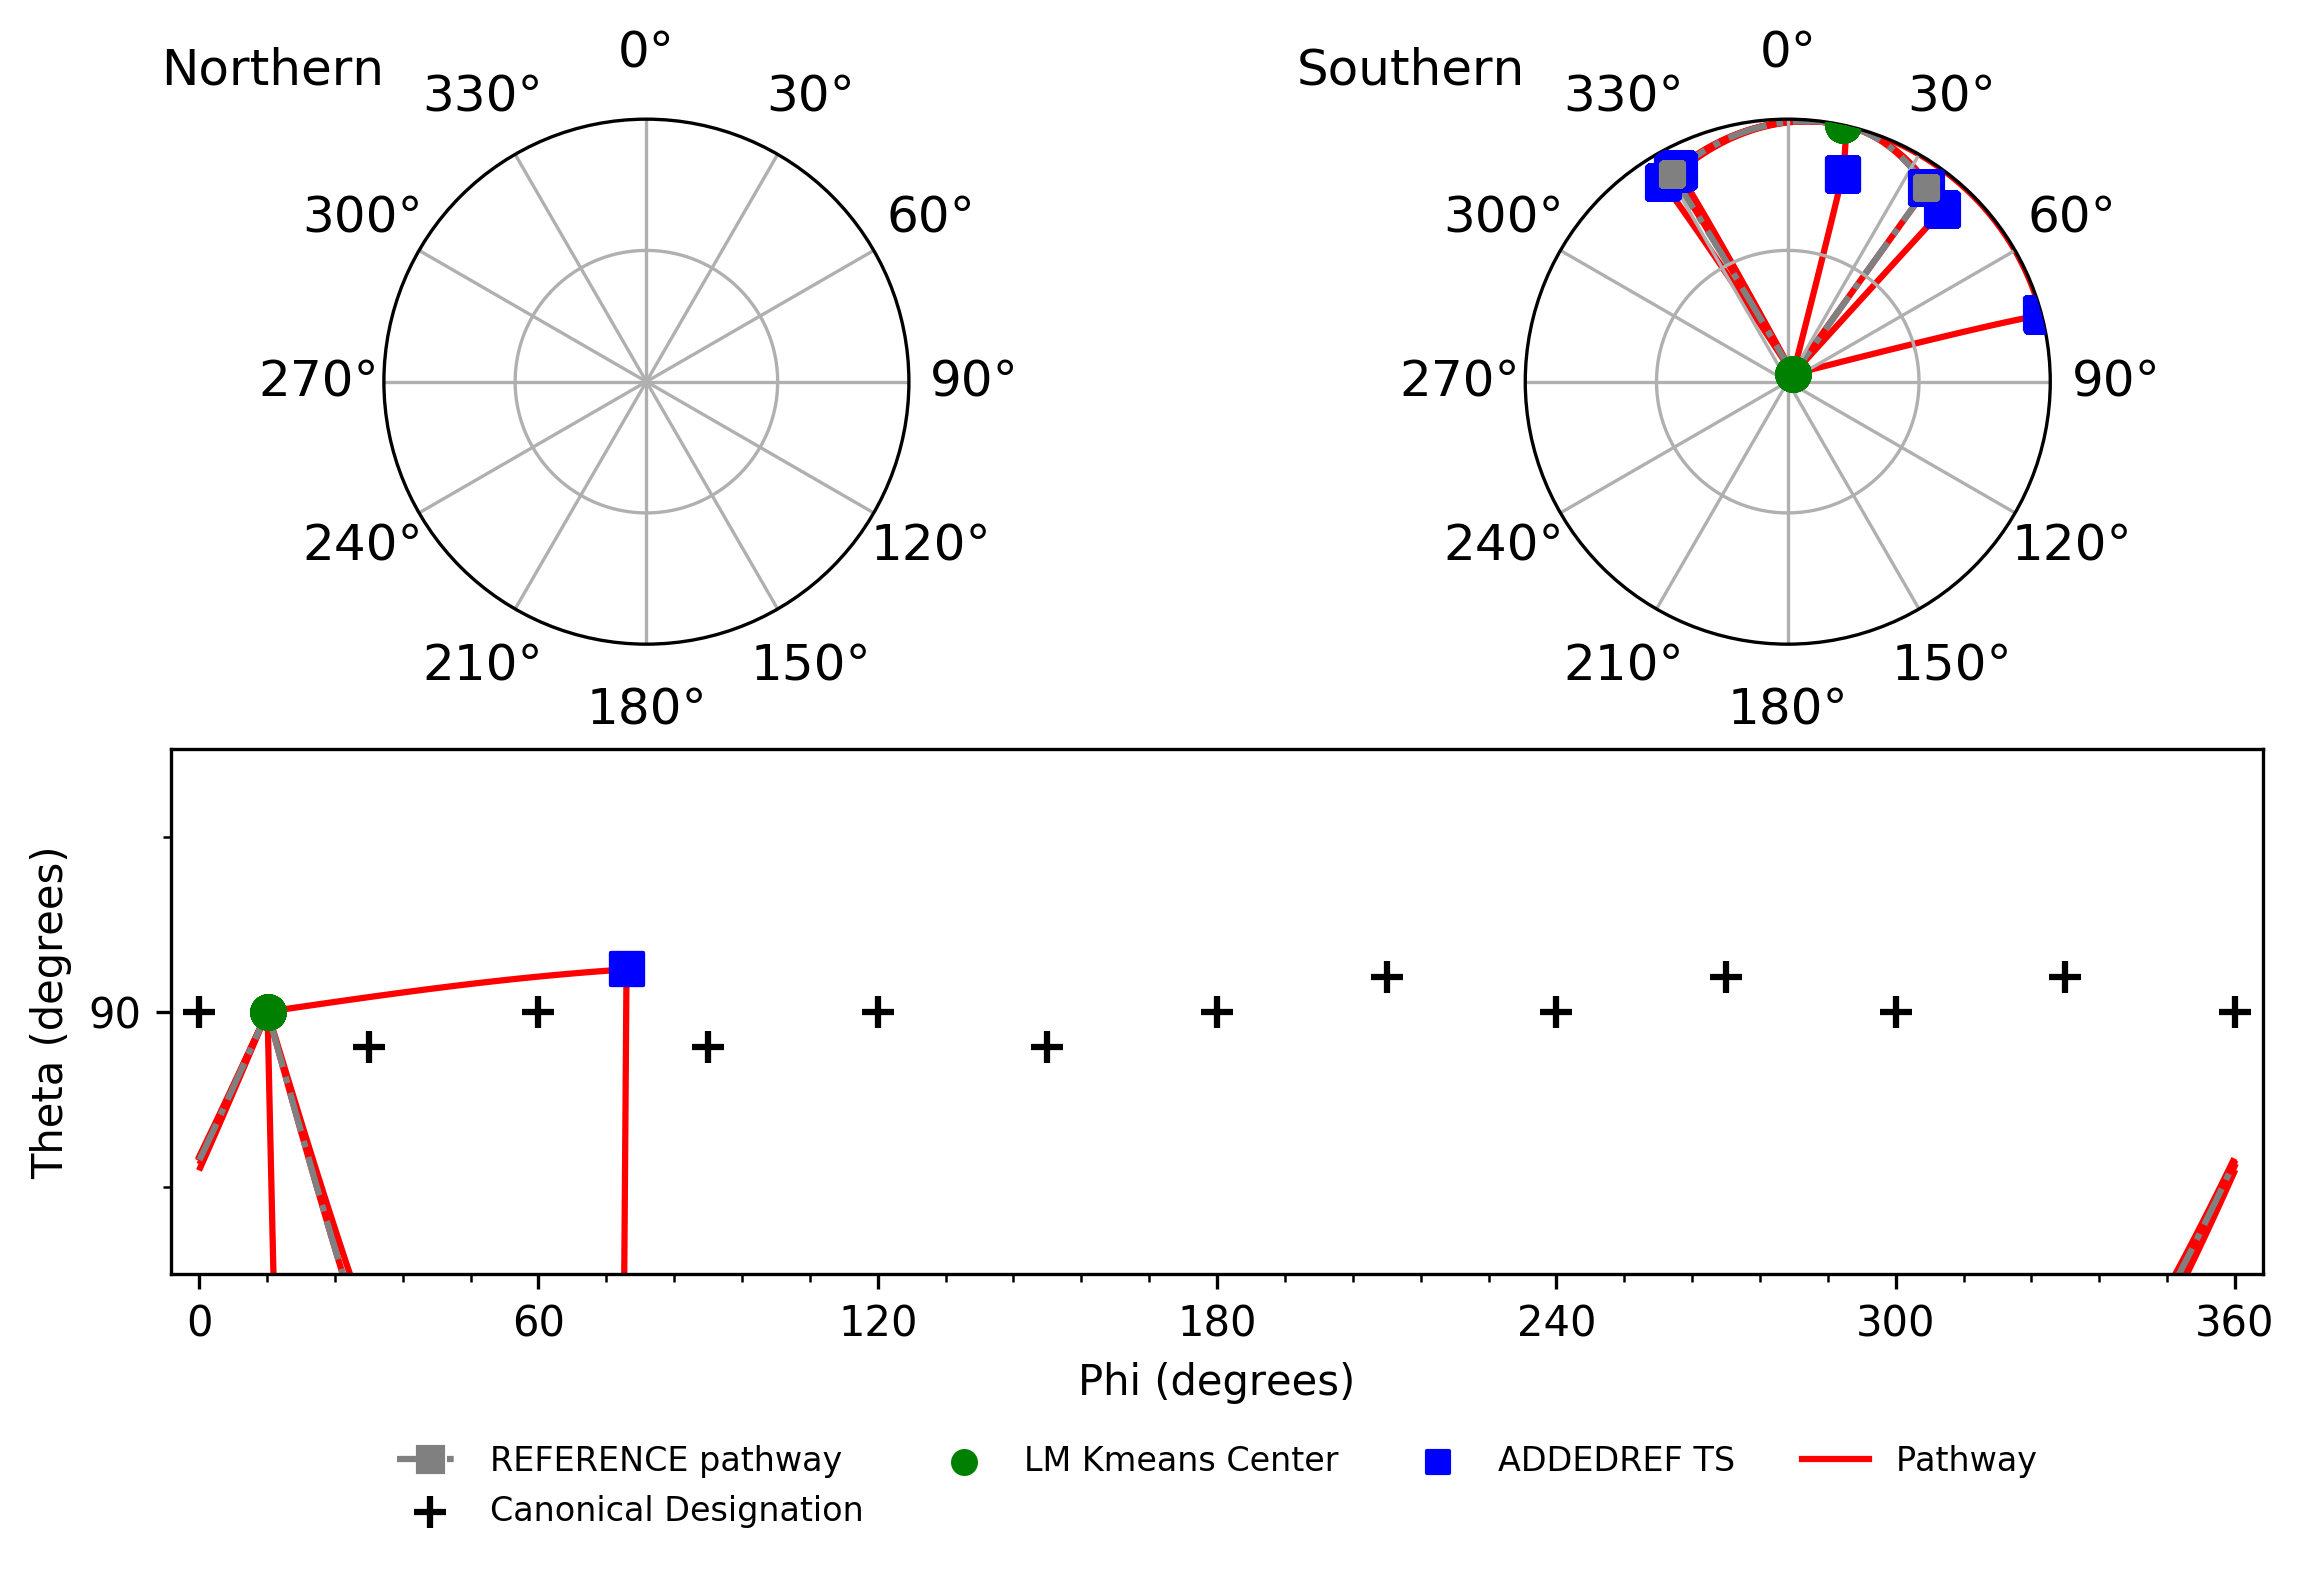 Northern
0°
330°
30°
300°
60°
270°
90°
240°
120°
210°
150°
180°
Southern
0°
330°
30°
300°
60°
270°
90°
240°
120°
210°
150°
180°
Theta (degrees)
90
0 60 120 180 240 300 360
Phi (degrees)
REFERENCE pathway
Canonical Designation
LM Kmeans Center
ADDEDREF TS
Pathway